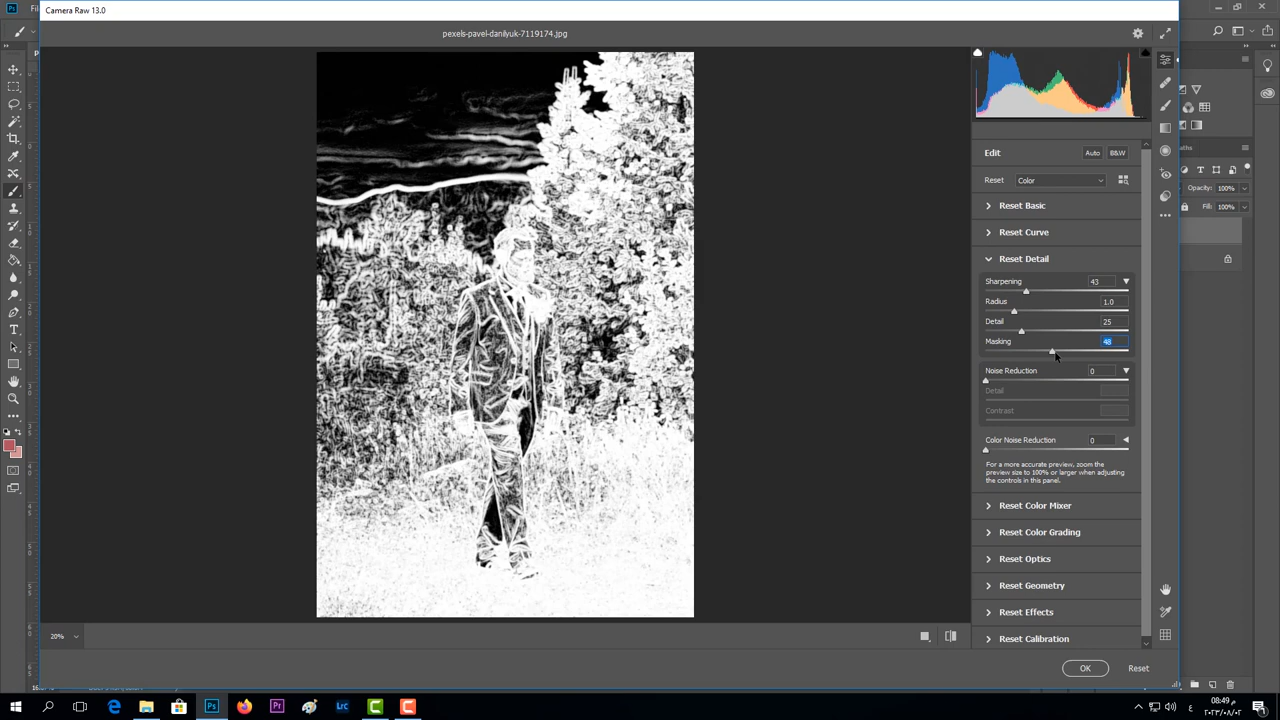 Camera Raw 13.0
pexels-pavel-danilyuk-7119174.jpg
Edit
Auto
B&W
Reset
Color
Reset Basic
Reset Curve
Reset Detail
Sharpening 43
Radius 1.0
Detail 25
Masking 48
Noise Reduction 0
Detail
Contrast
Color Noise Reduction 0
For a more accurate preview, zoom the
preview size to 100% or larger when adjusting
the controls in this panel.
Reset Color Mixer
Reset Color Grading
Reset Optics
Reset Geometry
Reset Effects
Reset Calibration
20%
OK
Reset
Opacity: 100%
Fill: 100%
08:49 م